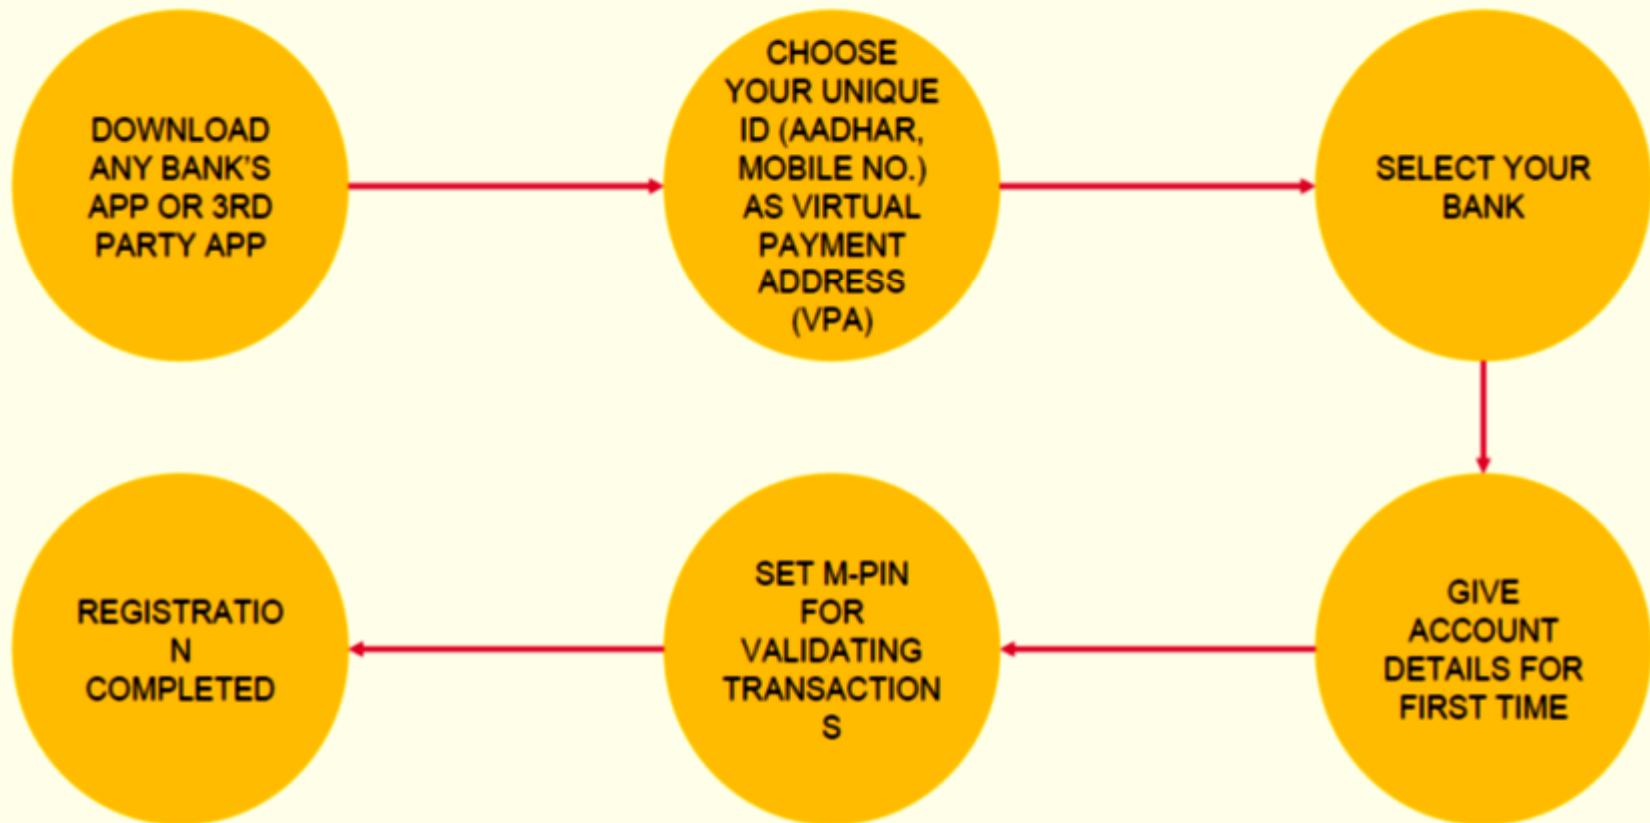 DOWNLOAD
ANY BANK'S
APP OR 3RD
PARTY APP
CHOOSE
YOUR UNIQUE
ID (AADHAR,
MOBILE NO.)
AS VIRTUAL
PAYMENT
ADDRESS
(VPA)
SELECT YOUR
BANK
GIVE
ACCOUNT
DETAILS FOR
FIRST TIME
SET M-PIN
FOR
VALIDATING
TRANSACTION
S
REGISTRATIO
N
COMPLETED